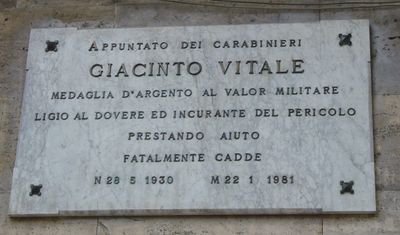 APPUNTATO DEI CARABINIERI
GIACINTO VITALE
MEDAGLIA D'ARGENTO AL VALOR MILITARE
LIGIO AL DOVERE ED INCURANTE DEL PERICOLO
PRESTANDO AIUTO
FATALMENTE CADDE
N 28 5 1930 M 22 1 1981